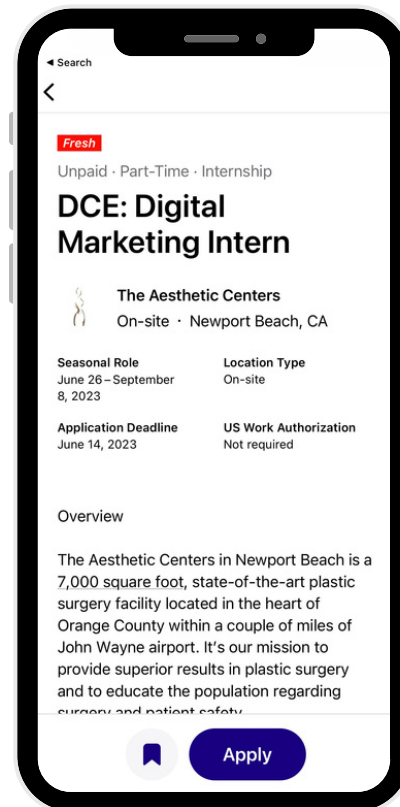 ◄ Search
Fresh
Unpaid · Part-Time · Internship
DCE: Digital
Marketing Intern
The Aesthetic Centers
On-site · Newport Beach, CA
Seasonal Role
June 26 – September
8, 2023
Location Type
On-site
Application Deadline
June 14, 2023
US Work Authorization
Not required
Overview
The Aesthetic Centers in Newport Beach is a
7,000 square foot, state-of-the-art plastic
surgery facility located in the heart of
Orange County within a couple of miles of
John Wayne airport. It's our mission to
provide superior results in plastic surgery
and to educate the population regarding
surgery and patient safety
Apply